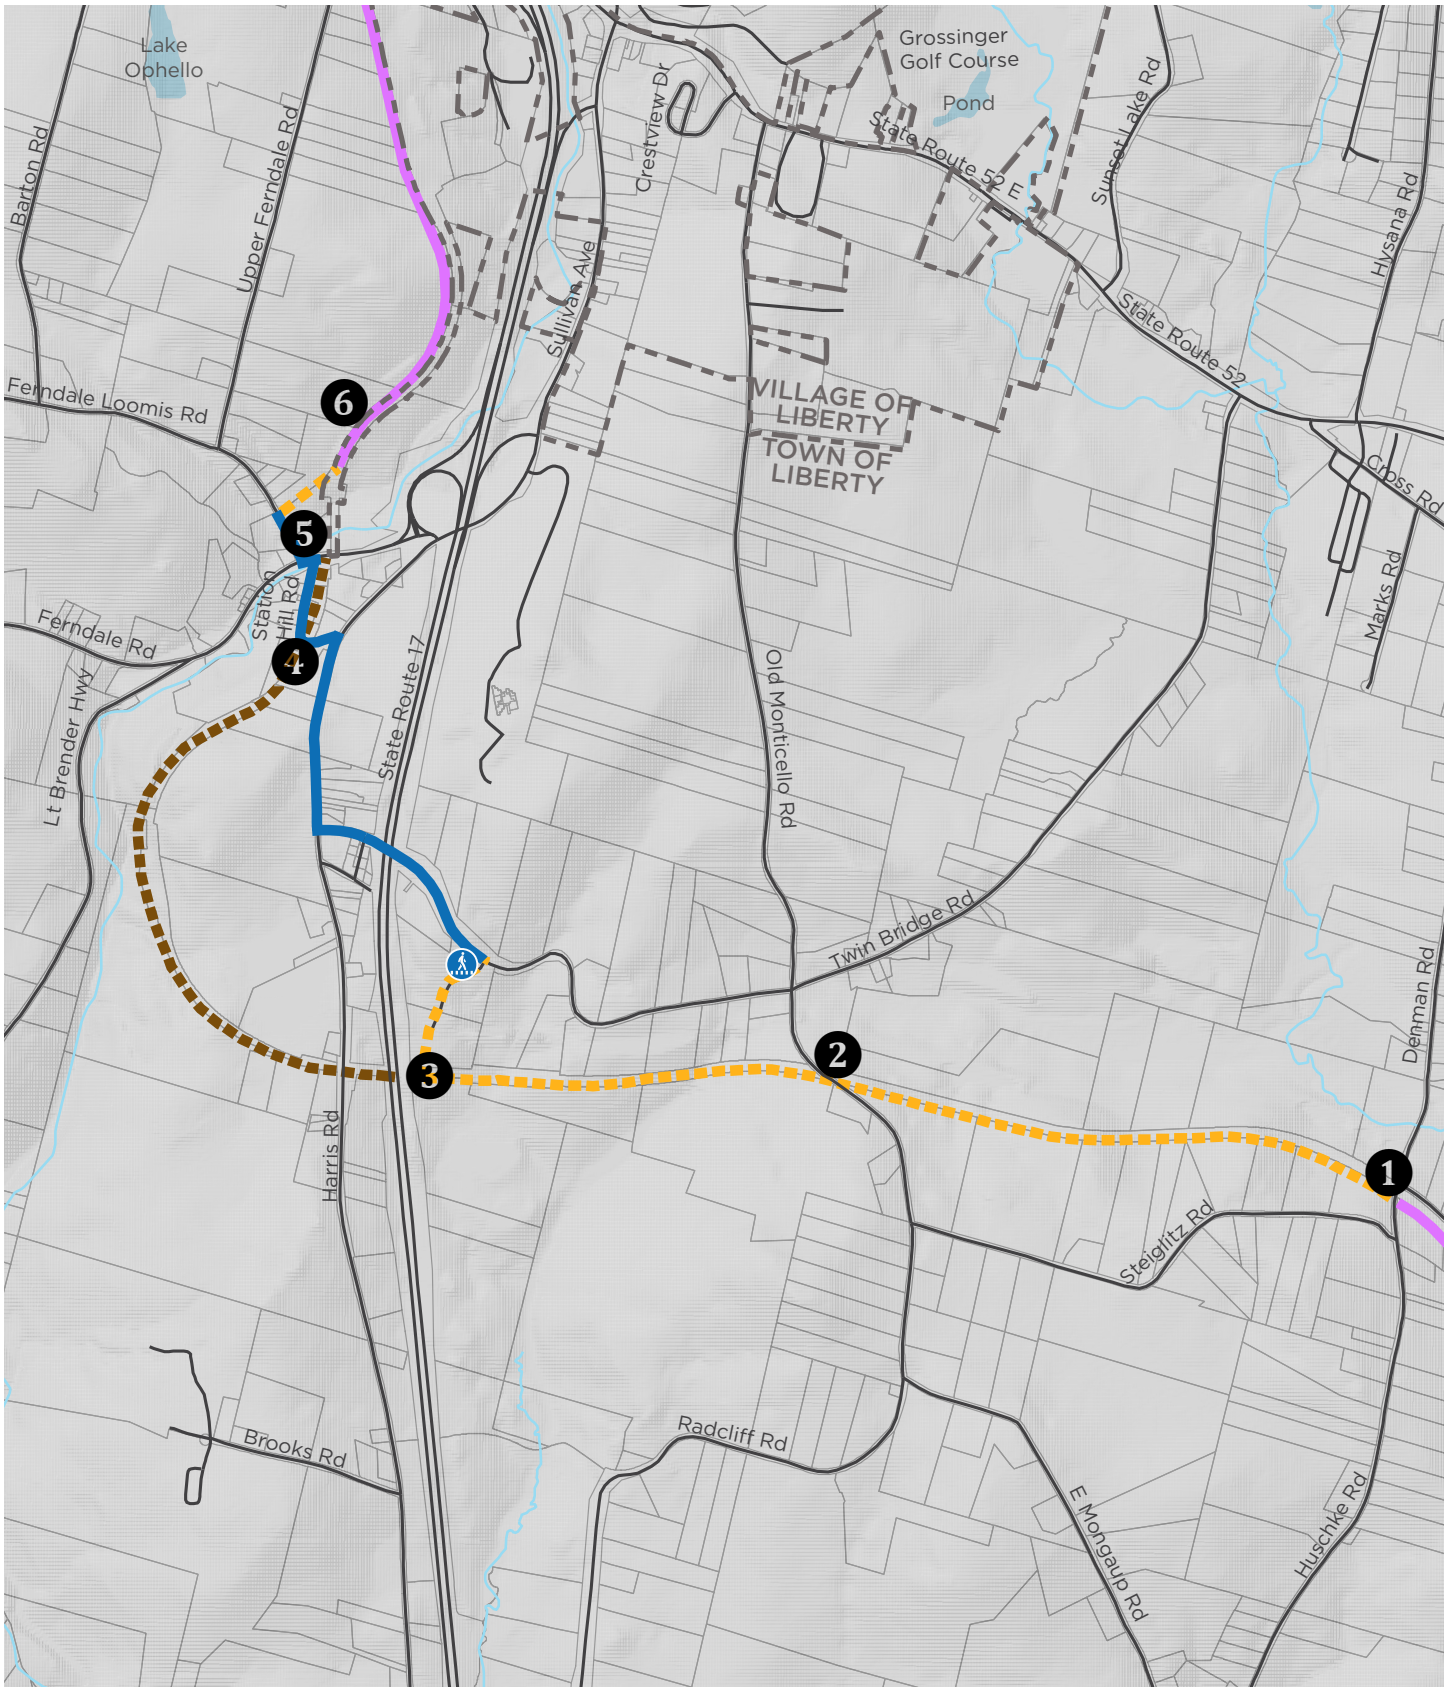 Lake
Ophello
Grossinger
Golf Course
Pond
Barton Rd
Upper Ferndale Rd
Crestview Dr
State Route 52 E
Sunset Lake Rd
Hysana Rd
Sullivan Ave
State Route 52
Ferndale Loomis Rd
6
VILLAGE OF
LIBERTY
TOWN OF
LIBERTY
Cross Rd
5
Station
Hill Rd
Marks Rd
Ferndale Rd
4
Lt Brender Hwy
State Route 17
Old Monticello Rd
Twin Bridge Rd
Denman Rd
2
3
Harris Rd
1
Steiglitz Rd
Brooks Rd
Radcliff Rd
E Mongaup Rd
Huschke Rd